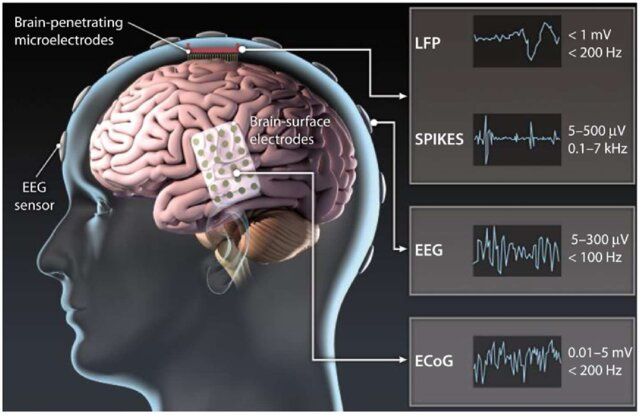 Brain-penetrating
microelectrodes
Brain-surface
electrodes
EEG
sensor
LFP
< 1 mV
< 200 Hz
SPIKES
5–500 μV
0.1–7 kHz
EEG
5–300 μV
< 100 Hz
ECoG
0.01–5 mV
< 200 Hz